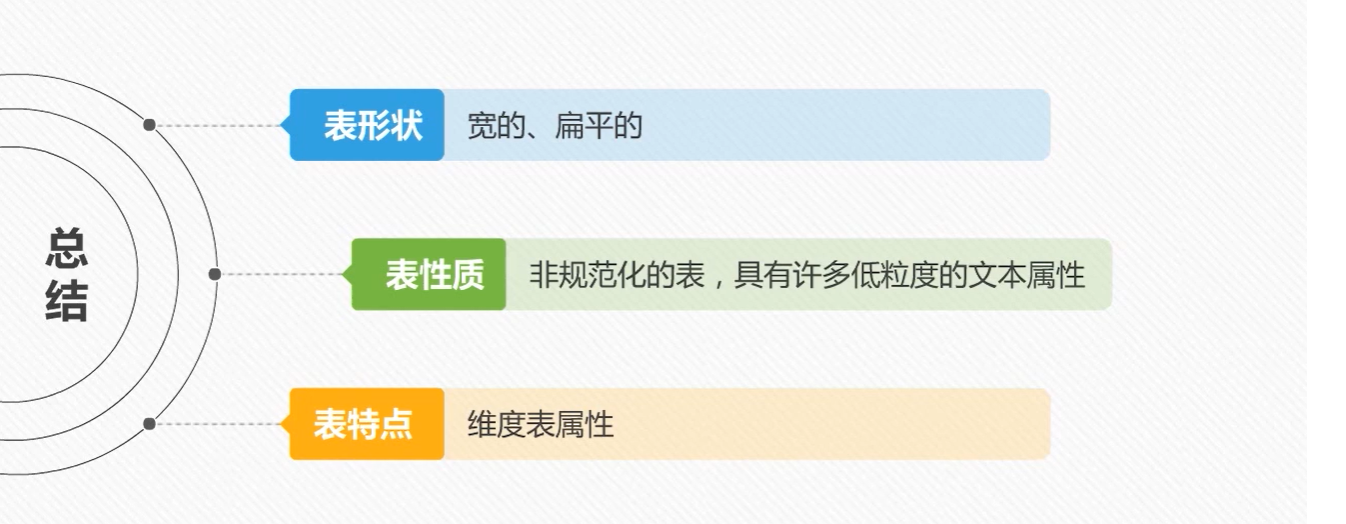 总
结
表形状 宽的、扁平的
表性质 非规范化的表，具有许多低粒度的文本属性
表特点 维度表属性